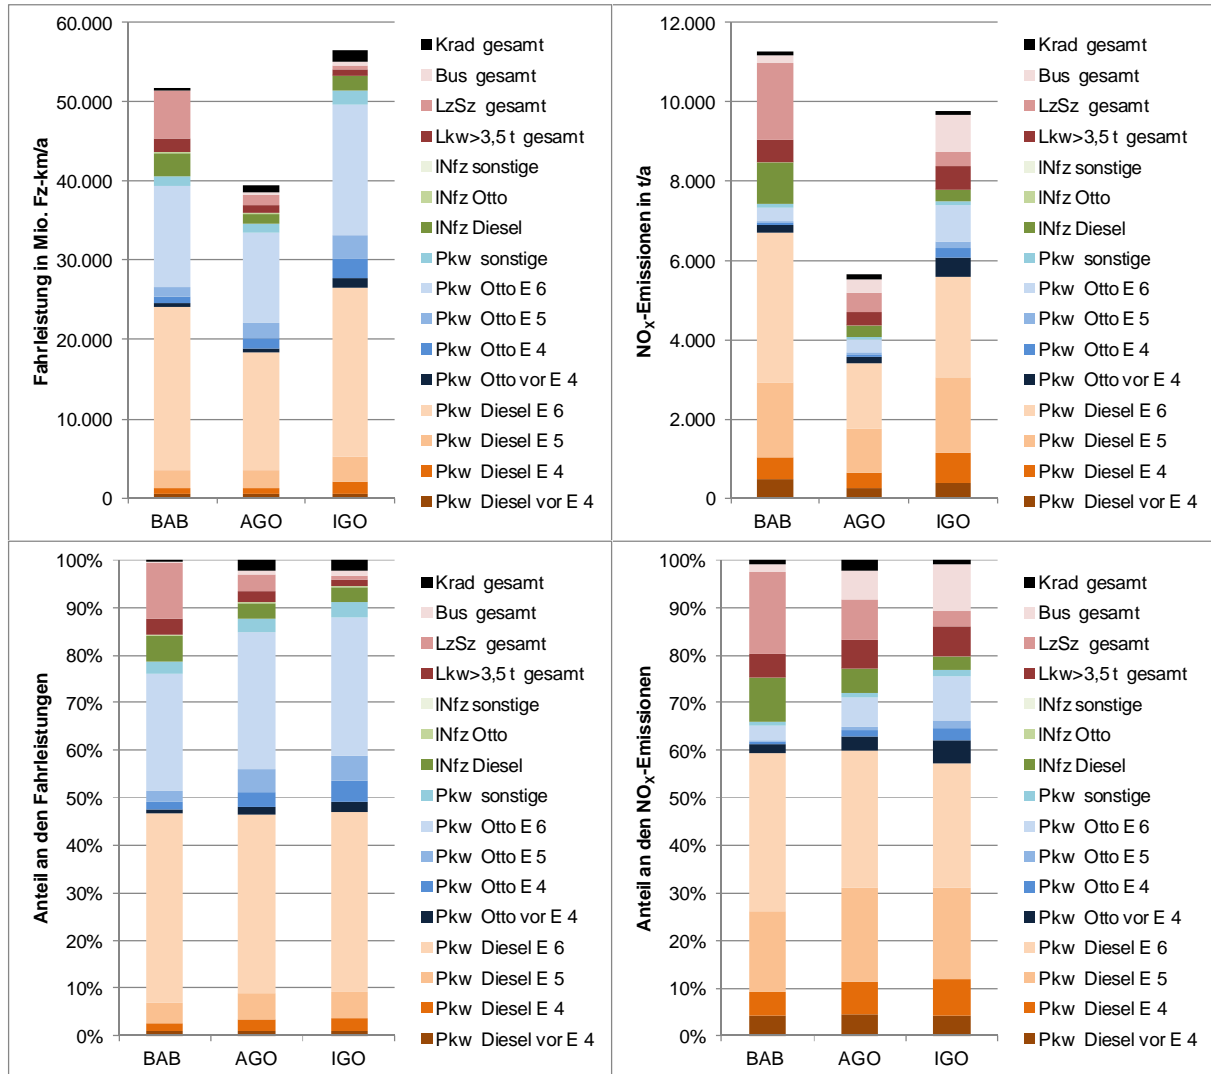 Fahrleistung in Mio. Fz-km/a
60.000
50.000
40.000
30.000
20.000
10.000
0
BAB
AGO
IGO
Krad gesamt
Bus gesamt
LzSz gesamt
Lkw>3,5 t gesamt
lNfz sonstige
lNfz Otto
lNfz Diesel
Pkw sonstige
Pkw Otto E 6
Pkw Otto E 5
Pkw Otto E 4
Pkw Otto vor E 4
Pkw Diesel E 6
Pkw Diesel E 5
Pkw Diesel E 4
Pkw Diesel vor E 4
NOX-Emissionen in t/a
12.000
10.000
8.000
6.000
4.000
2.000
0
BAB
AGO
IGO
Krad gesamt
Bus gesamt
LzSz gesamt
Lkw>3,5 t gesamt
lNfz sonstige
lNfz Otto
lNfz Diesel
Pkw sonstige
Pkw Otto E 6
Pkw Otto E 5
Pkw Otto E 4
Pkw Otto vor E 4
Pkw Diesel E 6
Pkw Diesel E 5
Pkw Diesel E 4
Pkw Diesel vor E 4
Anteil an den Fahrleistungen
100%
90%
80%
70%
60%
50%
40%
30%
20%
10%
0%
BAB
AGO
IGO
Krad gesamt
Bus gesamt
LzSz gesamt
Lkw>3,5 t gesamt
lNfz sonstige
lNfz Otto
lNfz Diesel
Pkw sonstige
Pkw Otto E 6
Pkw Otto E 5
Pkw Otto E 4
Pkw Otto vor E 4
Pkw Diesel E 6
Pkw Diesel E 5
Pkw Diesel E 4
Pkw Diesel vor E 4
Anteil an den NOX-Emissionen
100%
90%
80%
70%
60%
50%
40%
30%
20%
10%
0%
BAB
AGO
IGO
Krad gesamt
Bus gesamt
LzSz gesamt
Lkw>3,5 t gesamt
lNfz sonstige
lNfz Otto
lNfz Diesel
Pkw sonstige
Pkw Otto E 6
Pkw Otto E 5
Pkw Otto E 4
Pkw Otto vor E 4
Pkw Diesel E 6
Pkw Diesel E 5
Pkw Diesel E 4
Pkw Diesel vor E 4